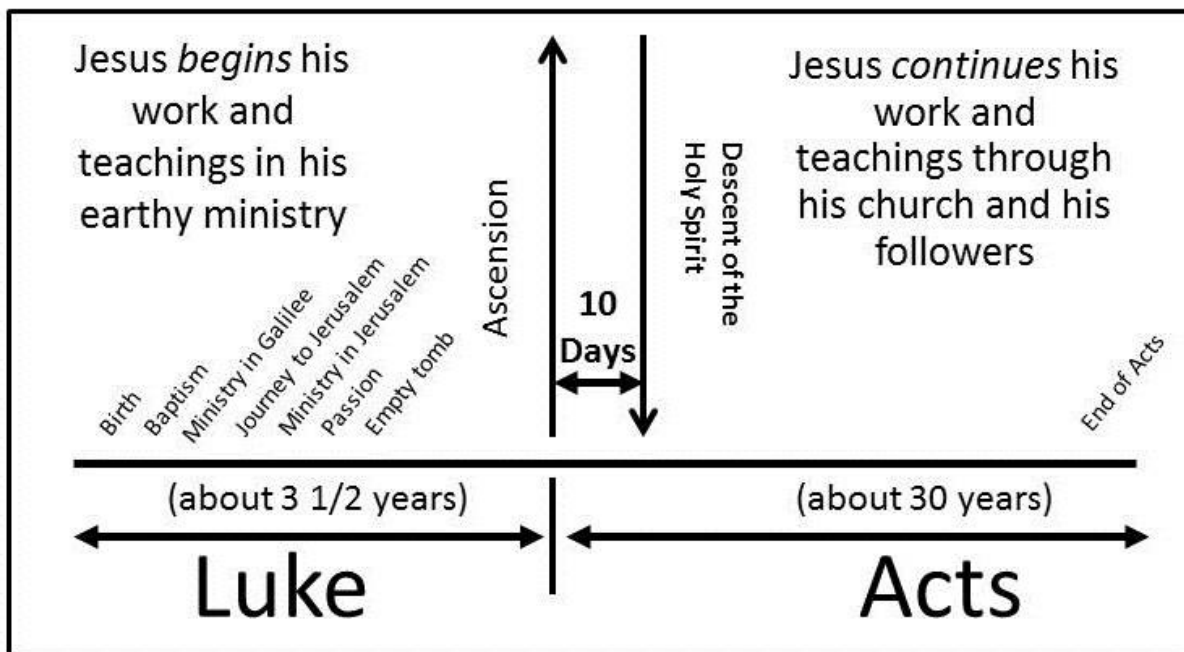 Jesus begins his
work and
teachings in his
earthy ministry
Birth
Baptism
Ministry in Galilee
Journey to Jerusalem
Ministry in Jerusalem
Passion
Empty tomb
Ascension
10
Days
Descent of the
Holy Spirit
Jesus continues his
work and
teachings through
his church and his
followers
End of Acts
(about 3 1/2 years)
(about 30 years)
Luke
Acts